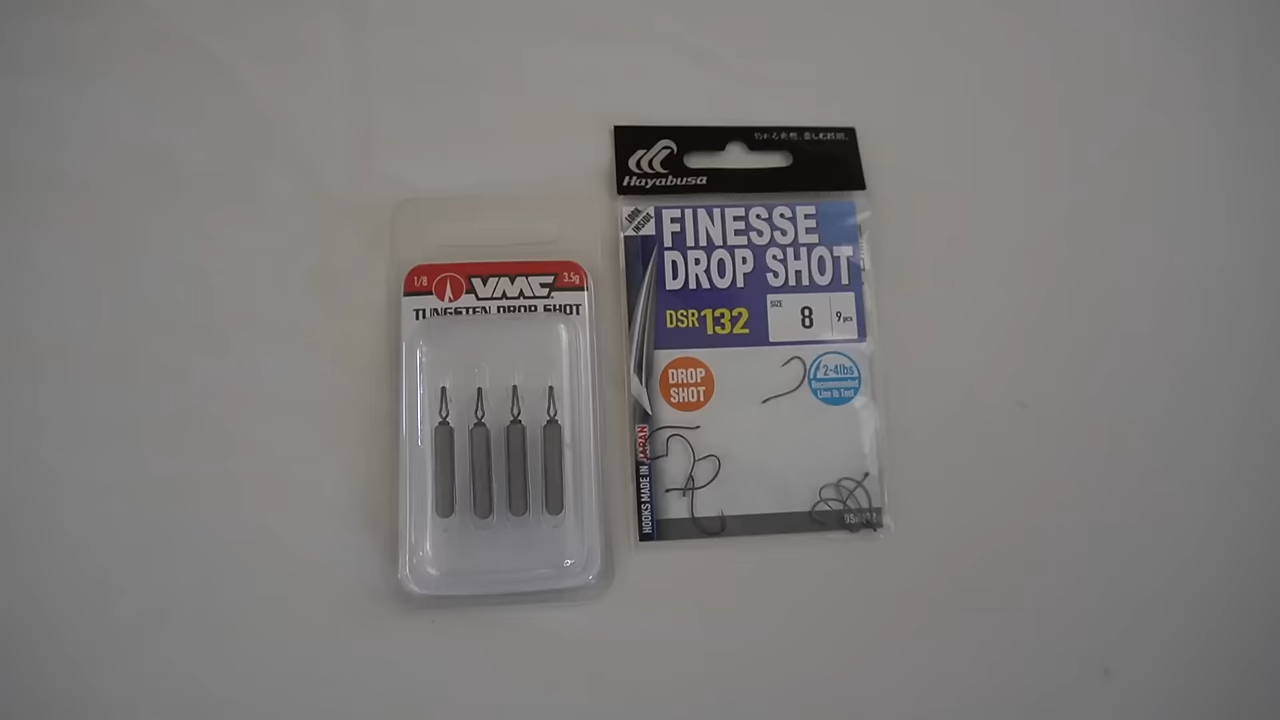 1/8
VMC
3.5g
TUNGSTEN DROP SHOT
Hayabusa
LOOK INSIDE
FINESSE
DROP SHOT
DSR132
SIZE
8
9pcs
DROP
SHOT
2-4lbs
Recommended
Line lb Test
HOOKS MADE IN JAPAN